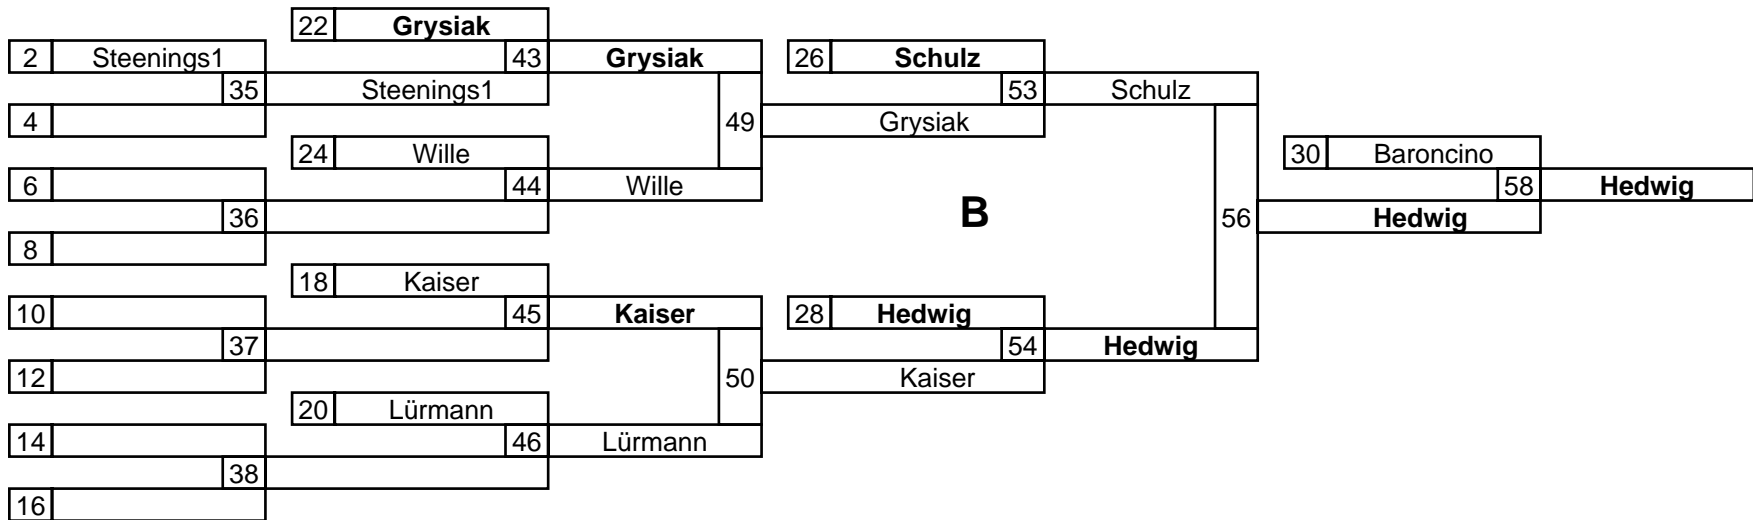 22 Grysiak
2 Steenings1 43 Grysiak 26 Schulz
35 Steenings1 53 Schulz
4 49 Grysiak
24 Wille 30 Baroncino
6 44 Wille 58 Hedwig
36 B 56 Hedwig
8
18 Kaiser
10 45 Kaiser 28 Hedwig
37 54 Hedwig
12 50 Kaiser
20 Lürmann
14 46 Lürmann
38
16